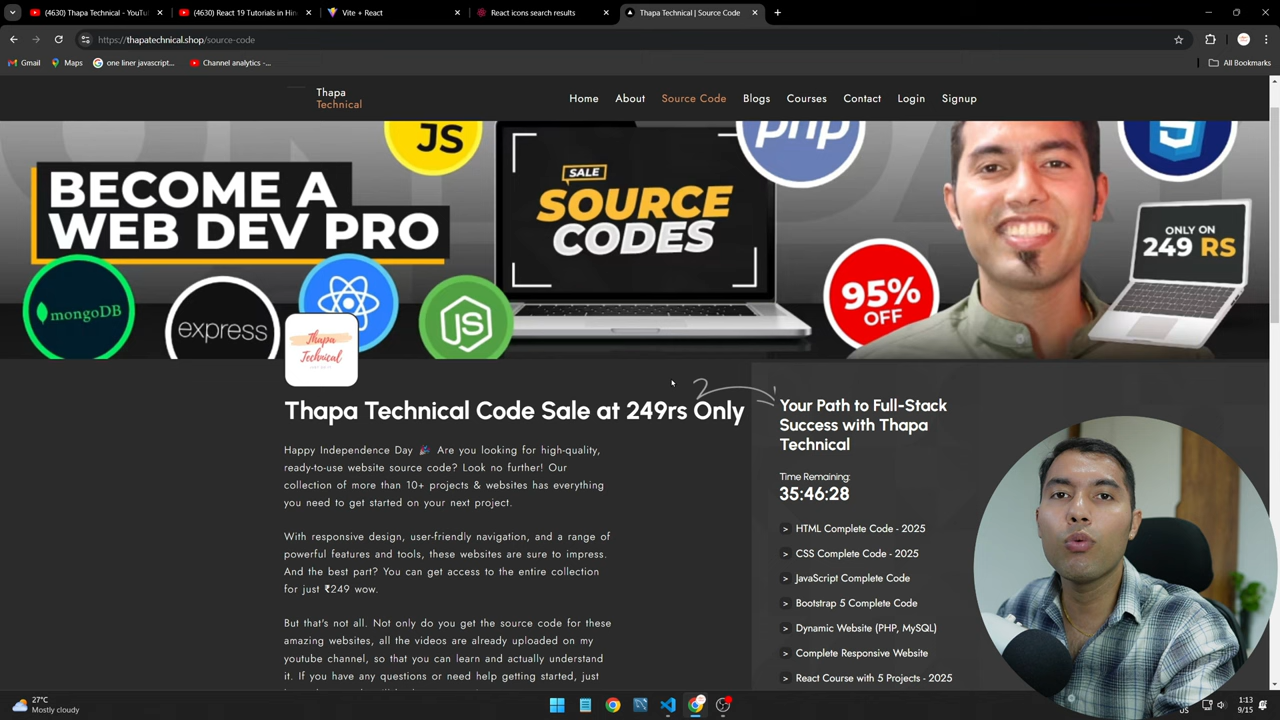 (4630) Thapa Technical - YouTu
(4630) React 19 Tutorials in Hin
Vite + React
React icons search results
Thapa Technical | Source Code
https://thapatechnical.shop/source-code
Gmail
Maps
one liner javascript...
Channel analytics -...
All Bookmarks
Thapa
Technical
Home
About
Source Code
Blogs
Courses
Contact
Login
Signup
BECOME A
WEB DEV PRO
mongoDB
express
JS
JS
SALE
SOURCE
CODES
php
95%
OFF
ONLY ON
249 RS
Thapa
Technical
Thapa Technical Code Sale at 249rs Only
Happy Independence Day 🎉 Are you looking for high-quality,
ready-to-use website source code? Look no further! Our
collection of more than 10+ projects & websites has everything
you need to get started on your next project.
With responsive design, user-friendly navigation, and a range of
powerful features and tools, these websites are sure to impress.
And the best part? You can get access to the entire collection
for just ₹249 wow.
But that's not all. Not only do you get the source code for these
amazing websites, all the videos are already uploaded on my
youtube channel, so that you can learn and actually understand
it. If you have any questions or need help getting started, just
Your Path to Full-Stack
Success with Thapa
Technical
Time Remaining:
35:46:28
> HTML Complete Code - 2025
> CSS Complete Code - 2025
> JavaScript Complete Code
> Bootstrap 5 Complete Code
> Dynamic Website (PHP, MySQL)
> Complete Responsive Website
> React Course with 5 Projects - 2025
27°C
Mostly cloudy
US
1:13
9/15